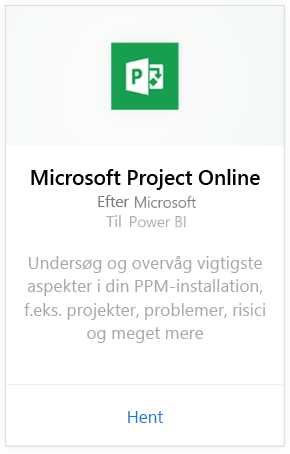 Microsoft Project Online
Efter Microsoft
Til Power BI
Undersøg og overvåg vigtigste
aspekter i din PPM-installation,
f.eks. projekter, problemer, risici
og meget mere
Hent